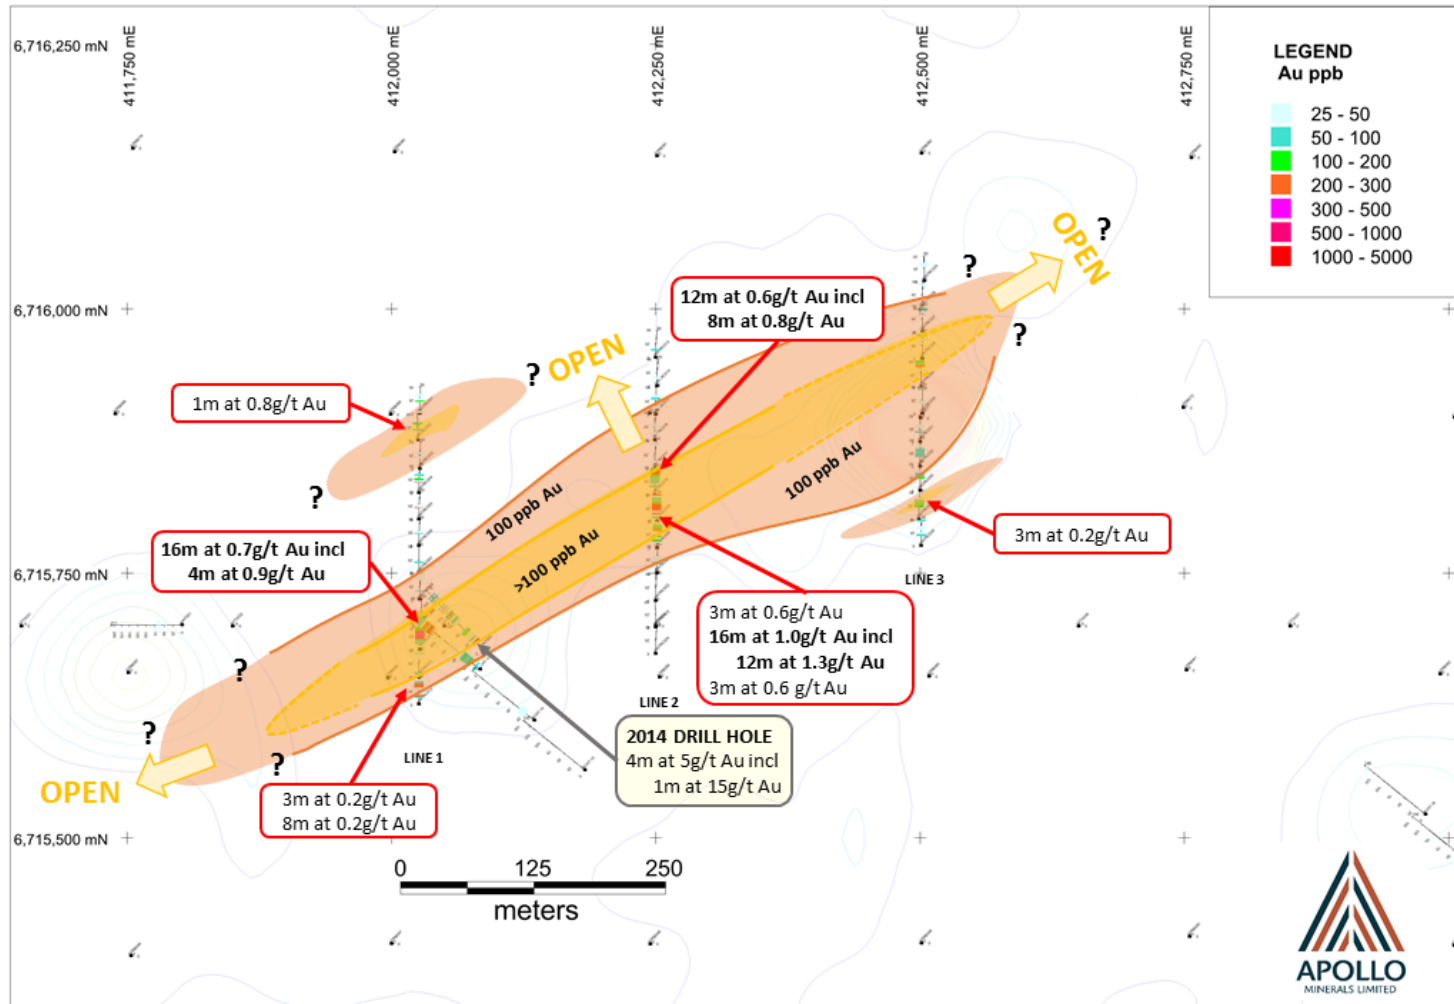 411,750 mE
412,000 mE
412,250 mE
412,500 mE
412,750 mE
6,716,250 mN
LEGEND
Au ppb
25 - 50
50 - 100
100 - 200
200 - 300
300 - 500
500 - 1000
1000 - 5000
?
OPEN
?
?
6,716,000 mN
12m at 0.6g/t Au incl
8m at 0.8g/t Au
OPEN
?
1m at 0.8g/t Au
?
100 ppb Au
100 ppb Au
>100 ppb Au
3m at 0.2g/t Au
16m at 0.7g/t Au incl
4m at 0.9g/t Au
6,715,750 mN
LINE 3
3m at 0.6g/t Au
16m at 1.0g/t Au incl
12m at 1.3g/t Au
3m at 0.6 g/t Au
?
LINE 2
?
?
LINE 1
2014 DRILL HOLE
4m at 5g/t Au incl
1m at 15g/t Au
OPEN
3m at 0.2g/t Au
8m at 0.2g/t Au
6,715,500 mN
0 125 250
meters
APOLLO
MINERALS LIMITED